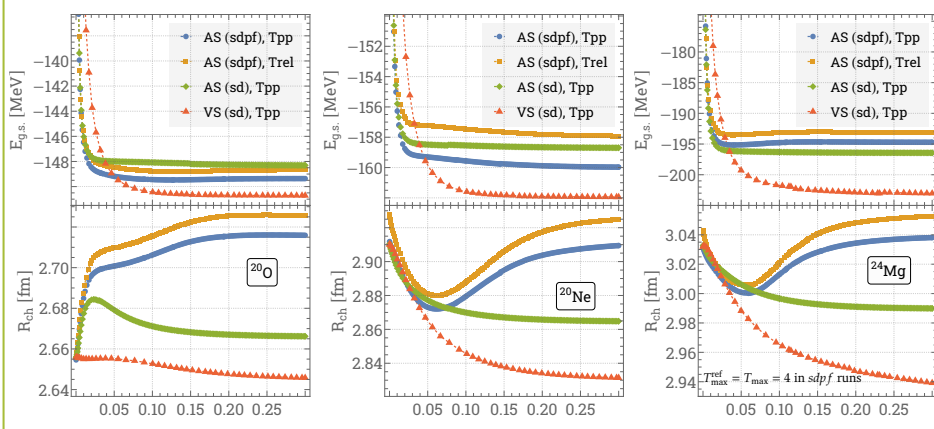 −140
−142
−144
−146
−148
E_g.s. [MeV]
AS (sdpf), Tpp
AS (sdpf), Trel
AS (sd), Tpp
VS (sd), Tpp
−152
−154
−156
−158
−160
E_g.s. [MeV]
AS (sdpf), Tpp
AS (sdpf), Trel
AS (sd), Tpp
VS (sd), Tpp
−180
−185
−190
−195
−200
E_g.s. [MeV]
AS (sdpf), Tpp
AS (sdpf), Trel
AS (sd), Tpp
VS (sd), Tpp
2.70
2.68
2.66
2.64
R_ch [fm]
²⁰O
0.05 0.10 0.15 0.20 0.25
2.90
2.88
2.86
2.84
R_ch [fm]
²⁰Ne
0.05 0.10 0.15 0.20 0.25
3.04
3.02
3.00
2.98
2.96
2.94
R_ch [fm]
²⁴Mg
T_max^ref = T_max = 4 in sdpf runs
0.05 0.10 0.15 0.20 0.25